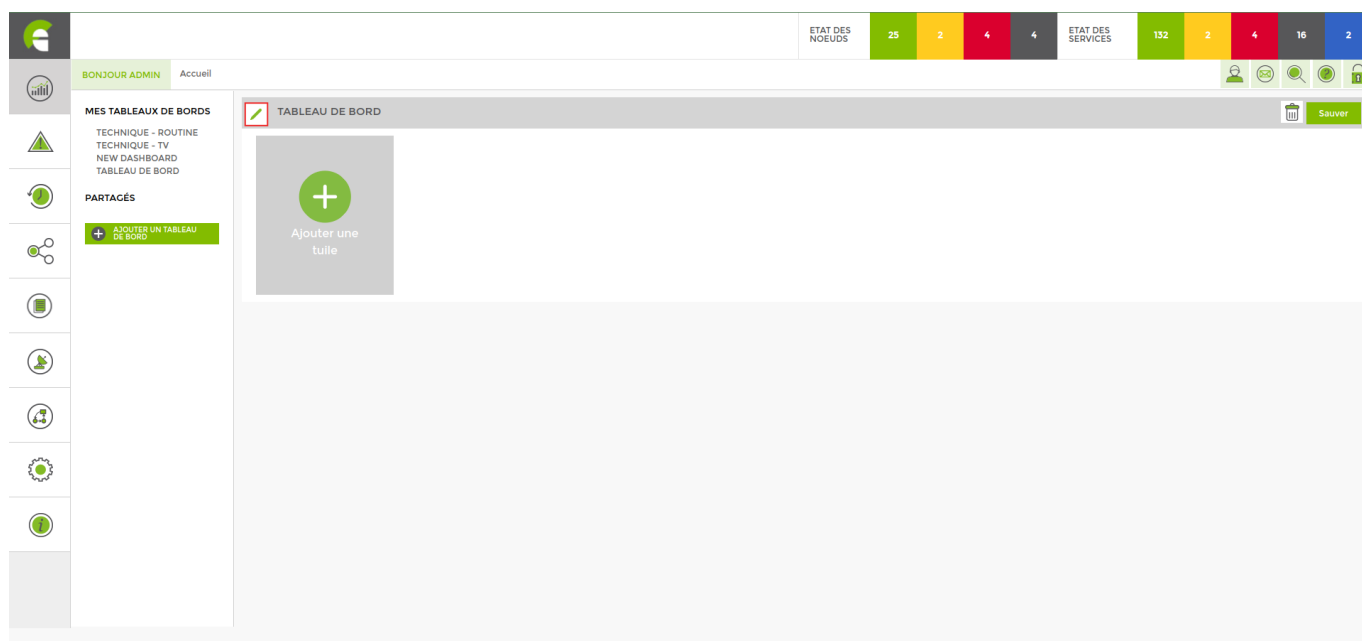 ETAT DES
NOEUDS
25 2 4 4
ETAT DES
SERVICES
132 2 4 16 2
BONJOUR ADMIN Accueil
MES TABLEAUX DE BORDS
TECHNIQUE - ROUTINE
TECHNIQUE - TV
NEW DASHBOARD
TABLEAU DE BORD
PARTAGÉS
AJOUTER UN TABLEAU
DE BORD
TABLEAU DE BORD
Sauver
Ajouter une
tuile